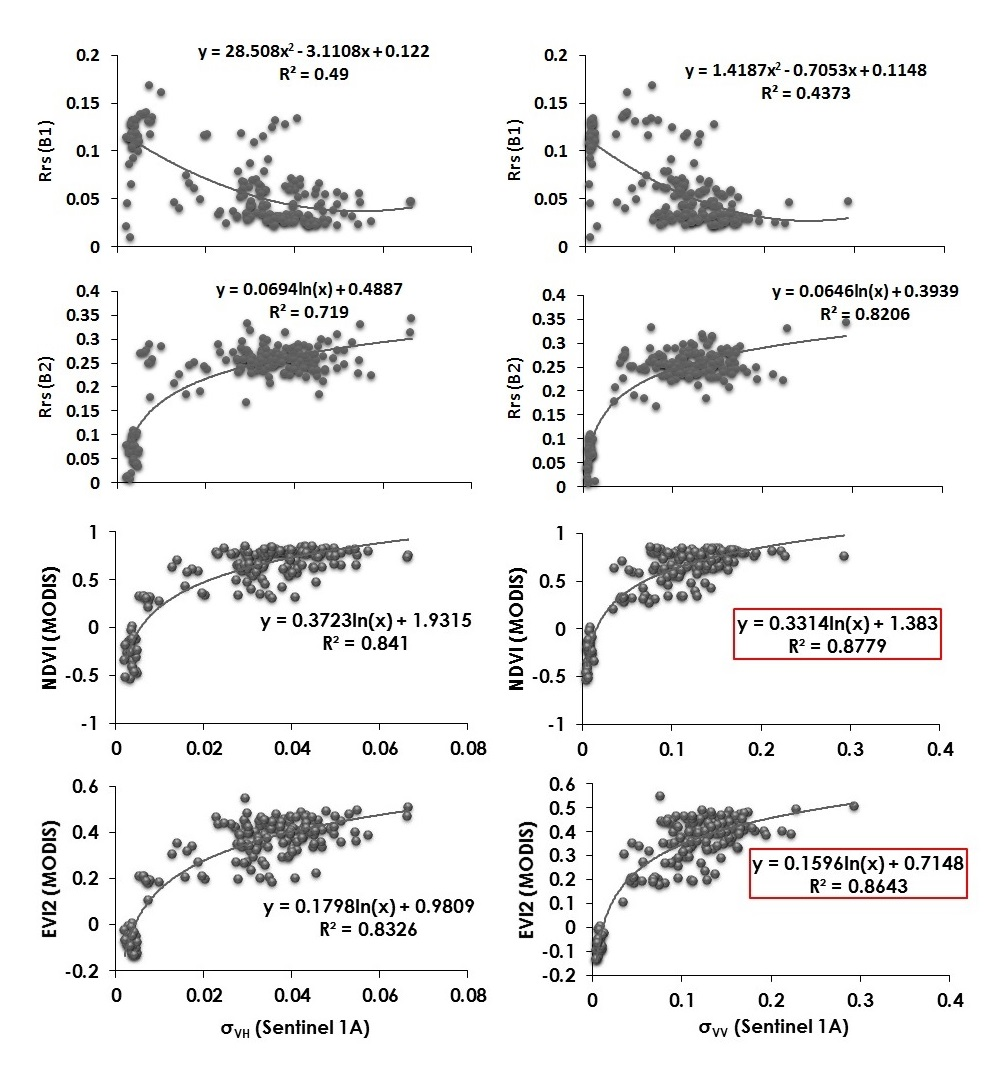 y = 28.508x² - 3.1108x + 0.122
R² = 0.49
0.2
0.15
0.1
0.05
0
Rrs (B1)
y = 1.4187x² - 0.7053x + 0.1148
R² = 0.4373
0.2
0.15
0.1
0.05
0
Rrs (B1)
y = 0.0694ln(x) + 0.4887
R² = 0.719
0.4
0.35
0.3
0.25
0.2
0.15
0.1
0.05
0
Rrs (B2)
y = 0.0646ln(x) + 0.3939
R² = 0.8206
0.4
0.35
0.3
0.25
0.2
0.15
0.1
0.05
0
Rrs (B2)
1
0.5
0
-0.5
-1
NDVI (MODIS)
y = 0.3723ln(x) + 1.9315
R² = 0.841
0 0.02 0.04 0.06 0.08
1
0.5
0
-0.5
-1
NDVI (MODIS)
y = 0.3314ln(x) + 1.383
R² = 0.8779
0 0.1 0.2 0.3 0.4
0.6
0.4
0.2
0
-0.2
EVI2 (MODIS)
y = 0.1798ln(x) + 0.9809
R² = 0.8326
0 0.02 0.04 0.06 0.08
σVH (Sentinel 1A)
0.6
0.5
0.4
0.3
0.2
0.1
0
-0.1
-0.2
EVI2 (MODIS)
y = 0.1596ln(x) + 0.7148
R² = 0.8643
0 0.1 0.2 0.3 0.4
σVV (Sentinel 1A)